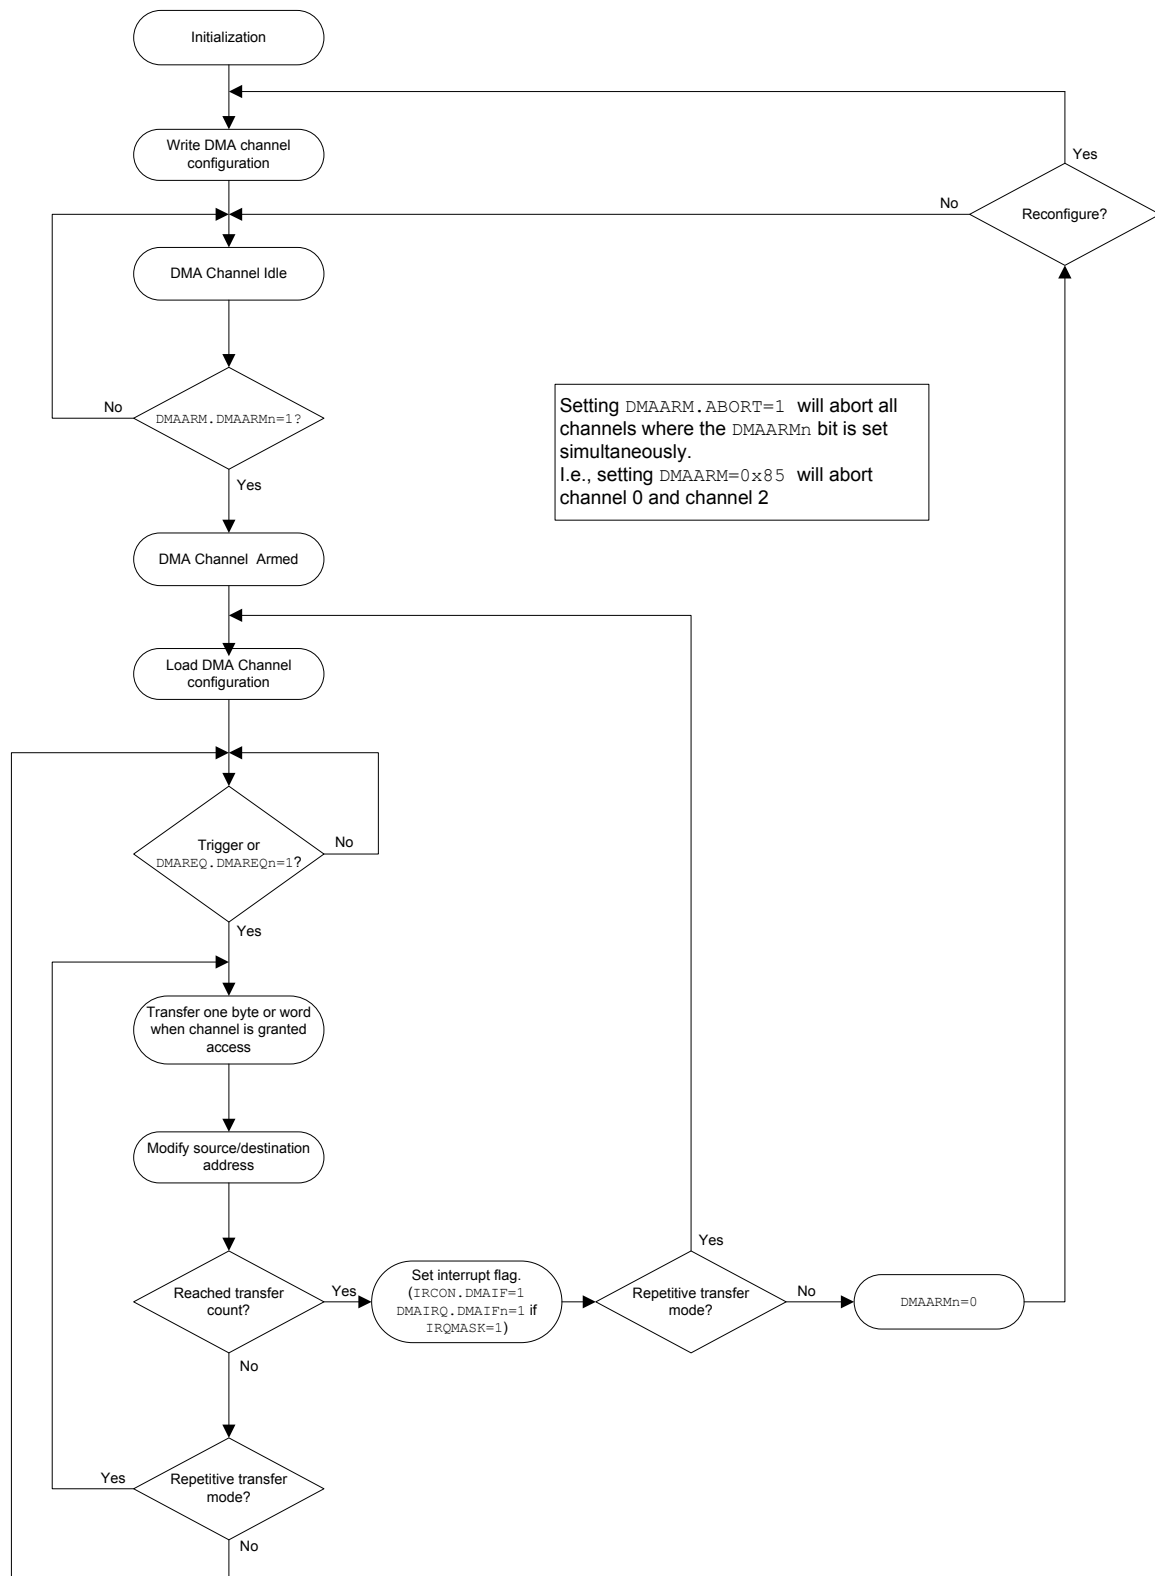 Initialization
Write DMA channel
configuration
Yes
No
Reconfigure?
DMA Channel Idle
No
DMAARM.DMAARMn=1?
Yes
Setting DMAARM.ABORT=1 will abort all
channels where the DMAARMn bit is set
simultaneously.
I.e., setting DMAARM=0x85 will abort
channel 0 and channel 2
DMA Channel Armed
Load DMA Channel
configuration
Trigger or
DMAREQ.DMAREQn=1?
No
Yes
Transfer one byte or word
when channel is granted
access
Modify source/destination
address
Reached transfer
count?
Yes
No
Set interrupt flag.
(IRCON.DMAIF=1
DMAIRQ.DMAIFn=1 if
IRQMASK=1)
Yes
Repetitive transfer
mode?
No
DMAARMn=0
Yes
Repetitive transfer
mode?
No